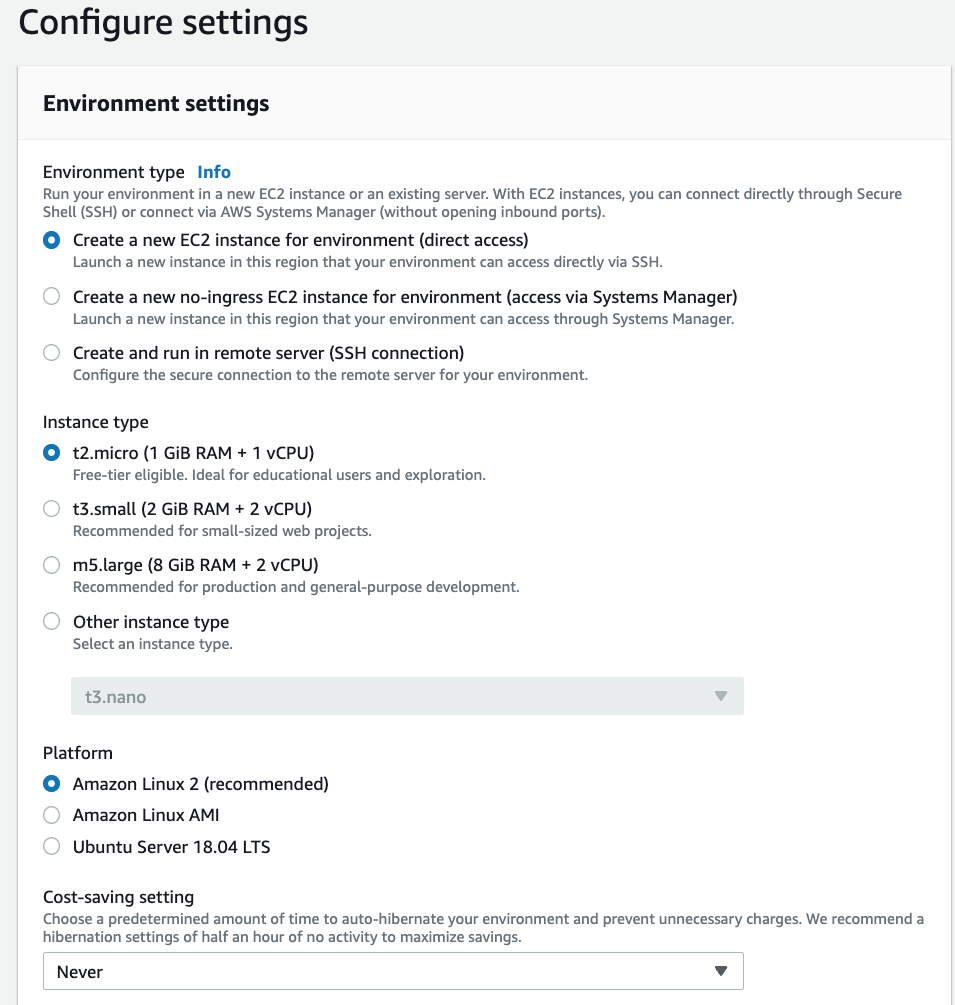 Configure settings
Environment settings
Environment type Info
Run your environment in a new EC2 instance or an existing server. With EC2 instances, you can connect directly through Secure
Shell (SSH) or connect via AWS Systems Manager (without opening inbound ports).
Create a new EC2 instance for environment (direct access)
Launch a new instance in this region that your environment can access directly via SSH.
Create a new no-ingress EC2 instance for environment (access via Systems Manager)
Launch a new instance in this region that your environment can access through Systems Manager.
Create and run in remote server (SSH connection)
Configure the secure connection to the remote server for your environment.
Instance type
t2.micro (1 GiB RAM + 1 vCPU)
Free-tier eligible. Ideal for educational users and exploration.
t3.small (2 GiB RAM + 2 vCPU)
Recommended for small-sized web projects.
m5.large (8 GiB RAM + 2 vCPU)
Recommended for production and general-purpose development.
Other instance type
Select an instance type.
t3.nano
Platform
Amazon Linux 2 (recommended)
Amazon Linux AMI
Ubuntu Server 18.04 LTS
Cost-saving setting
Choose a predetermined amount of time to auto-hibernate your environment and prevent unnecessary charges. We recommend a
hibernation settings of half an hour of no activity to maximize savings.
Never